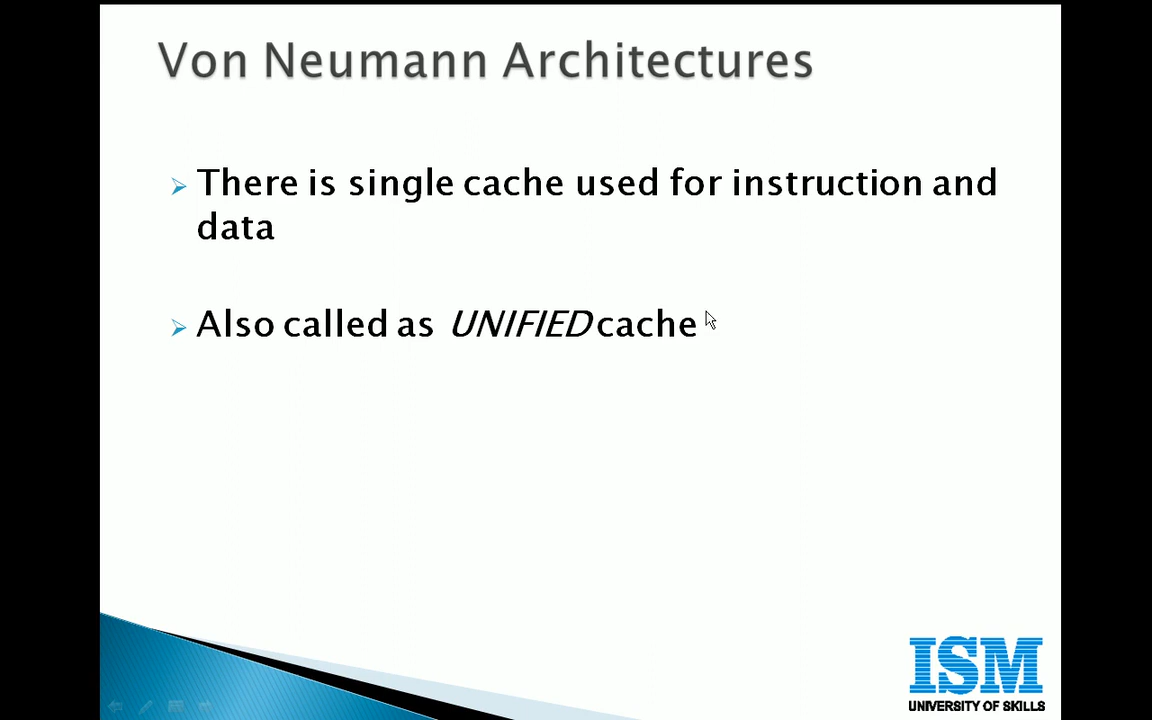 Von Neumann Architectures
There is single cache used for instruction and
data
Also called as UNIFIED cache
ISM
UNIVERSITY OF SKILLS